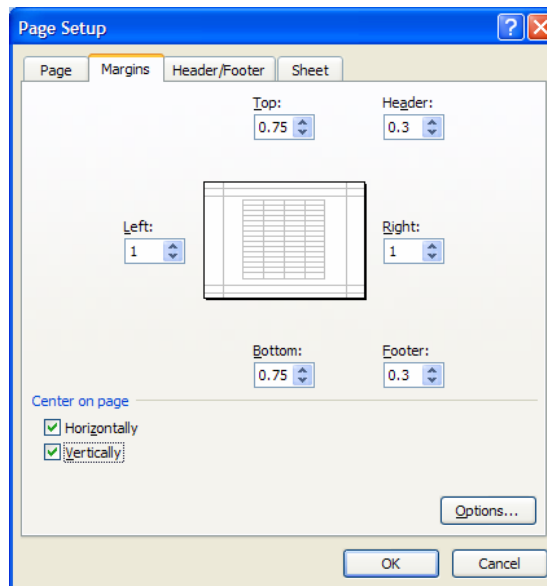 Page Setup
Page Margins Header/Footer Sheet
Top: Header:
0.75 0.3
Left: Right:
1 1
Bottom: Footer:
0.75 0.3
Center on page
Horizontally
Vertically
Options...
OK Cancel